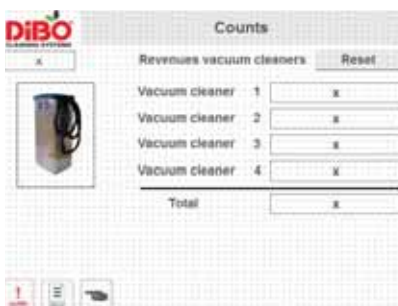 DiBO
CLEANING SYSTEMS
Counts
x
Revenues vacuum cleaners Reset
Vacuum cleaner 1 x
Vacuum cleaner 2 x
Vacuum cleaner 3 x
Vacuum cleaner 4 x
Total x